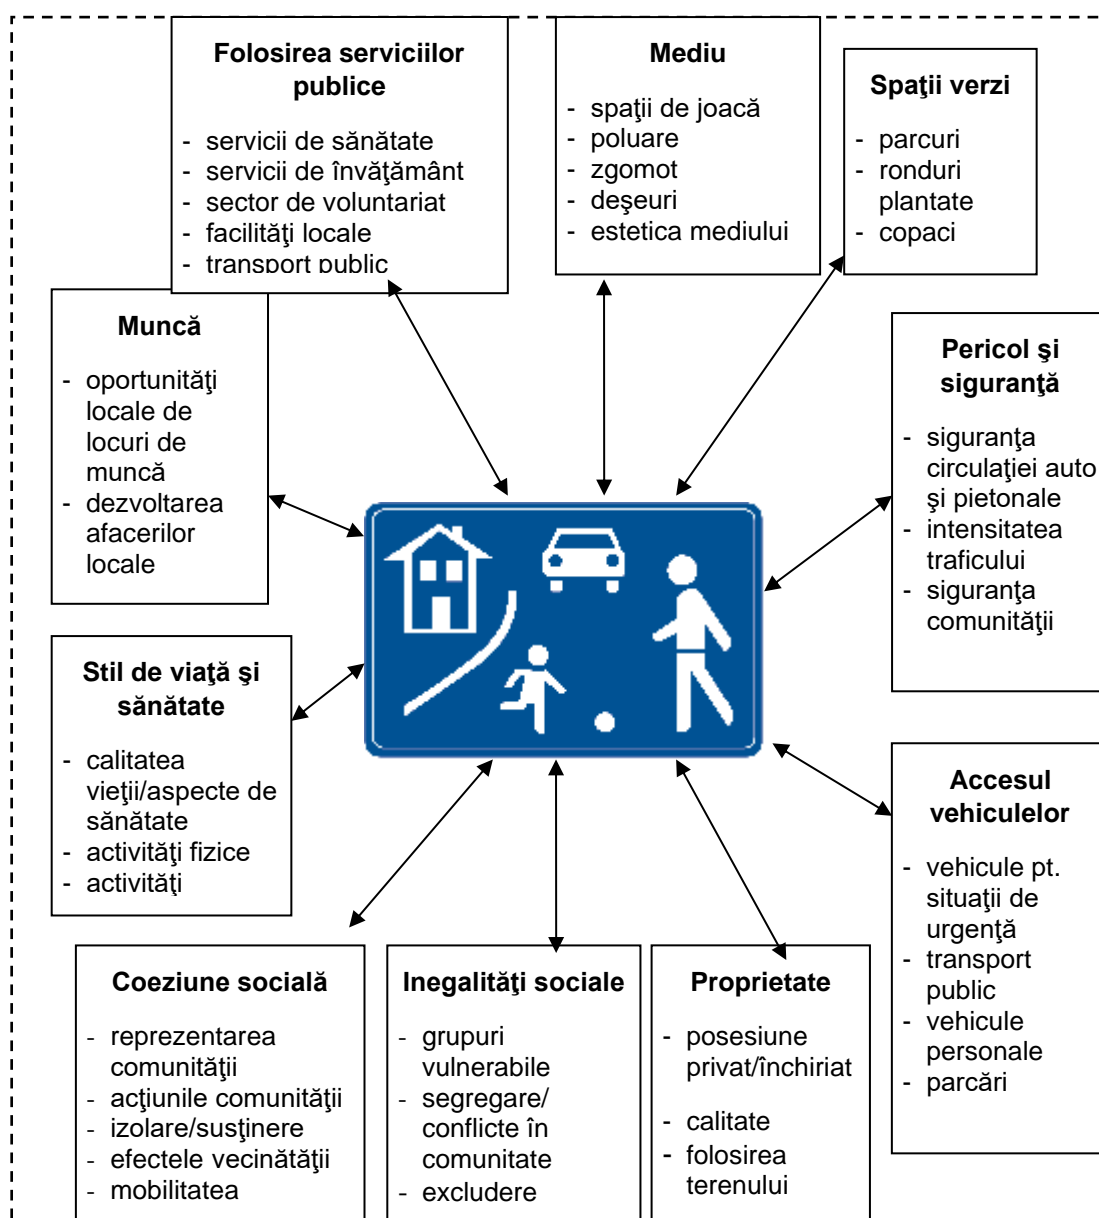 Folosirea serviciilor
publice
- servicii de sănătate
- servicii de învăţământ
- sector de voluntariat
- facilităţi locale
- transport public
Mediu
- spaţii de joacă
- poluare
- zgomot
- deşeuri
- estetica mediului
Spaţii verzi
- parcuri
- ronduri
plantate
- copaci
Muncă
- oportunităţi
locale de
locuri de
muncă
- dezvoltarea
afacerilor
locale
Pericol şi
siguranţă
- siguranţa
circulaţiei auto
şi pietonale
- intensitatea
traficului
- siguranţa
comunităţii
Stil de viaţă şi
sănătate
- calitatea
vieţii/aspecte de
sănătate
- activităţi fizice
- activităţi
Accesul
vehiculelor
- vehicule pt.
situaţii de
urgenţă
- transport
public
- vehicule
personale
- parcări
Coeziune socială
- reprezentarea
comunităţii
- acţiunile comunităţii
- izolare/susţinere
- efectele vecinătăţii
- mobilitatea
Inegalităţi sociale
- grupuri
vulnerabile
- segregare/
conflicte în
comunitate
- excludere
Proprietate
- posesiune
privat/închiriat
- calitate
- folosirea
terenului